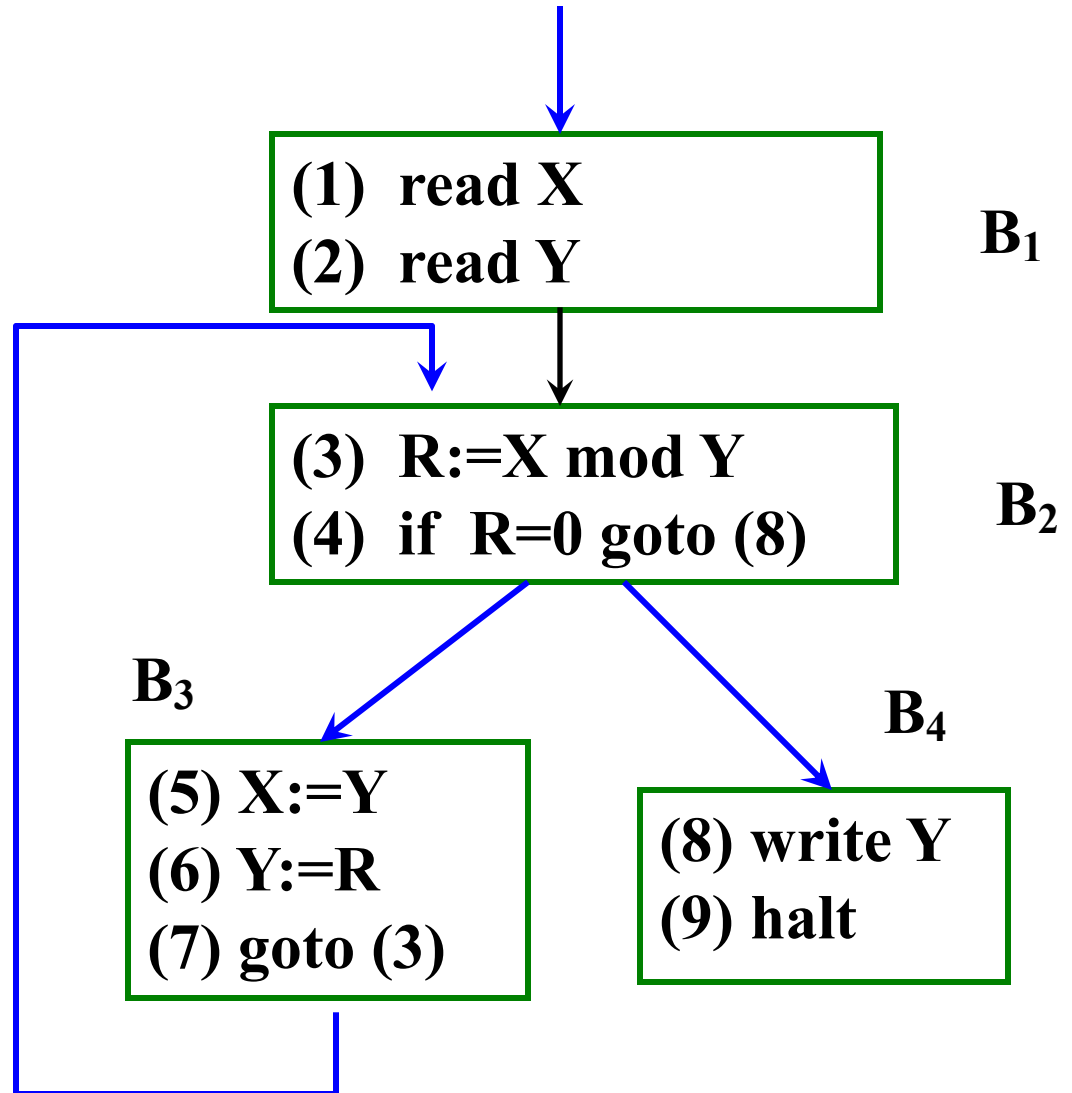 (1) read X
(2) read Y
B₁
(3) R:=X mod Y
(4) if R=0 goto (8)
B₂
B₃
(5) X:=Y
(6) Y:=R
(7) goto (3)
B₄
(8) write Y
(9) halt